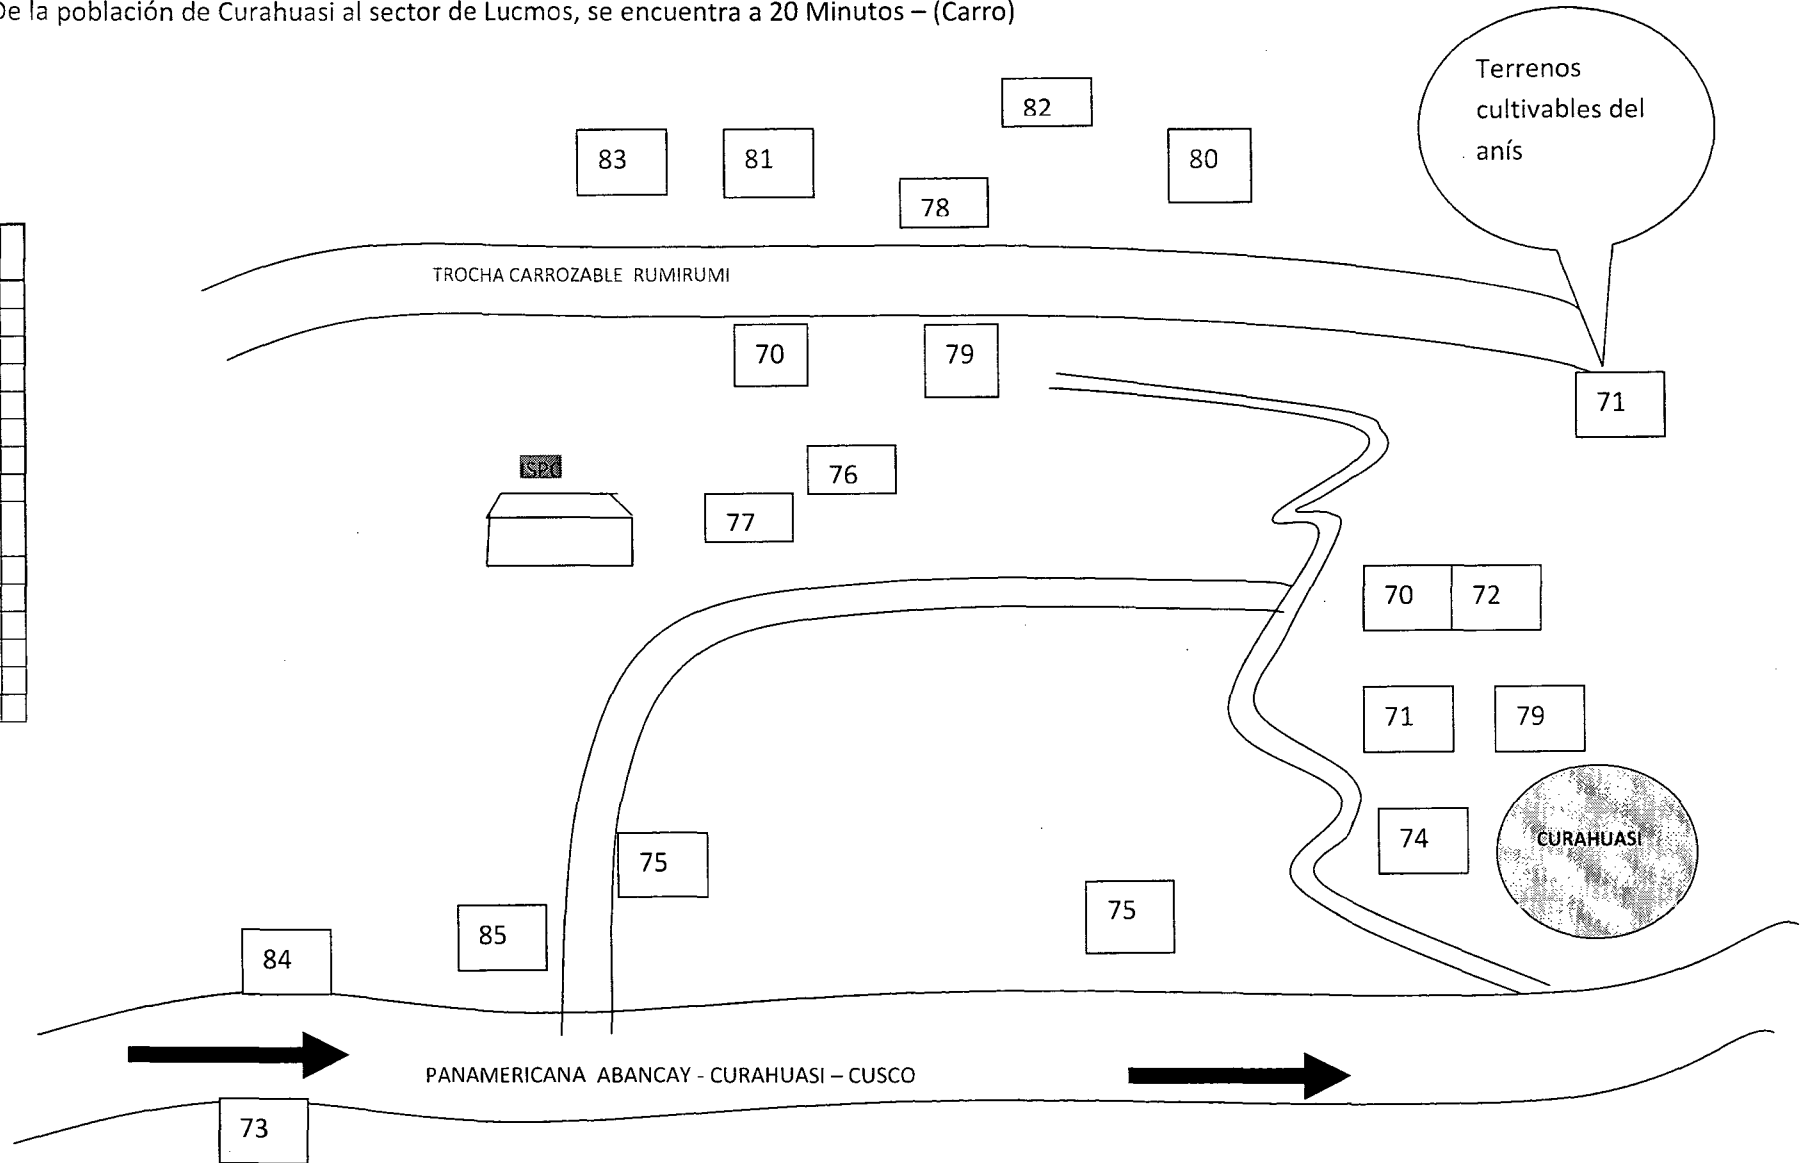 De la población de Curahuasi al sector de Lucmos, se encuentra a 20 Minutos – (Carro)
Terrenos
cultivables del
anís
82
83
81
80
78
TROCHA CARROZABLE RUMIRUMI
70
79
71
ISPC
76
77
70
72
71
79
74
CURAHUASI
75
75
85
84
PANAMERICANA ABANCAY - CURAHUASI – CUSCO
73